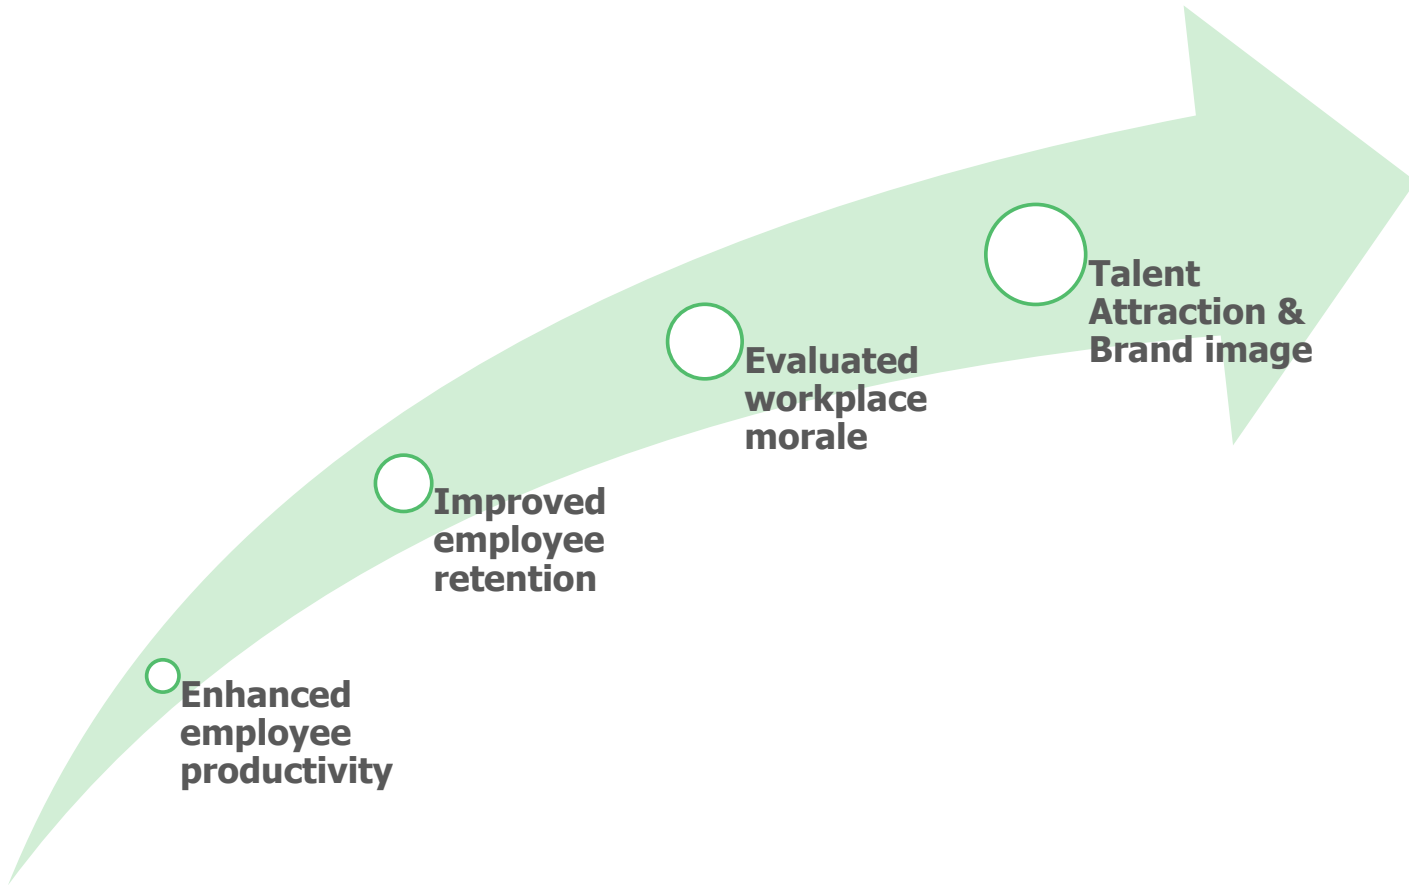 Enhanced
employee
productivity
Improved
employee
retention
Evaluated
workplace
morale
Talent
Attraction &
Brand image